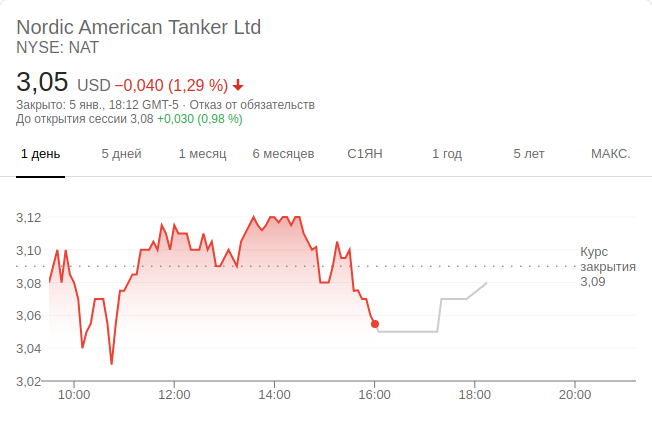 Nordic American Tanker Ltd
NYSE: NAT
3,05 USD −0,040 (1,29 %)
Закрыто: 5 янв., 18:12 GMT-5 · Отказ от обязательств
До открытия сессии 3,08 +0,030 (0,98 %)
1 день 5 дней 1 месяц 6 месяцев С1ЯН 1 год 5 лет МАКС.
3,12
3,10
3,08
3,06
3,04
3,02
Курс
закрытия
3,09
10:00 12:00 14:00 16:00 18:00 20:00